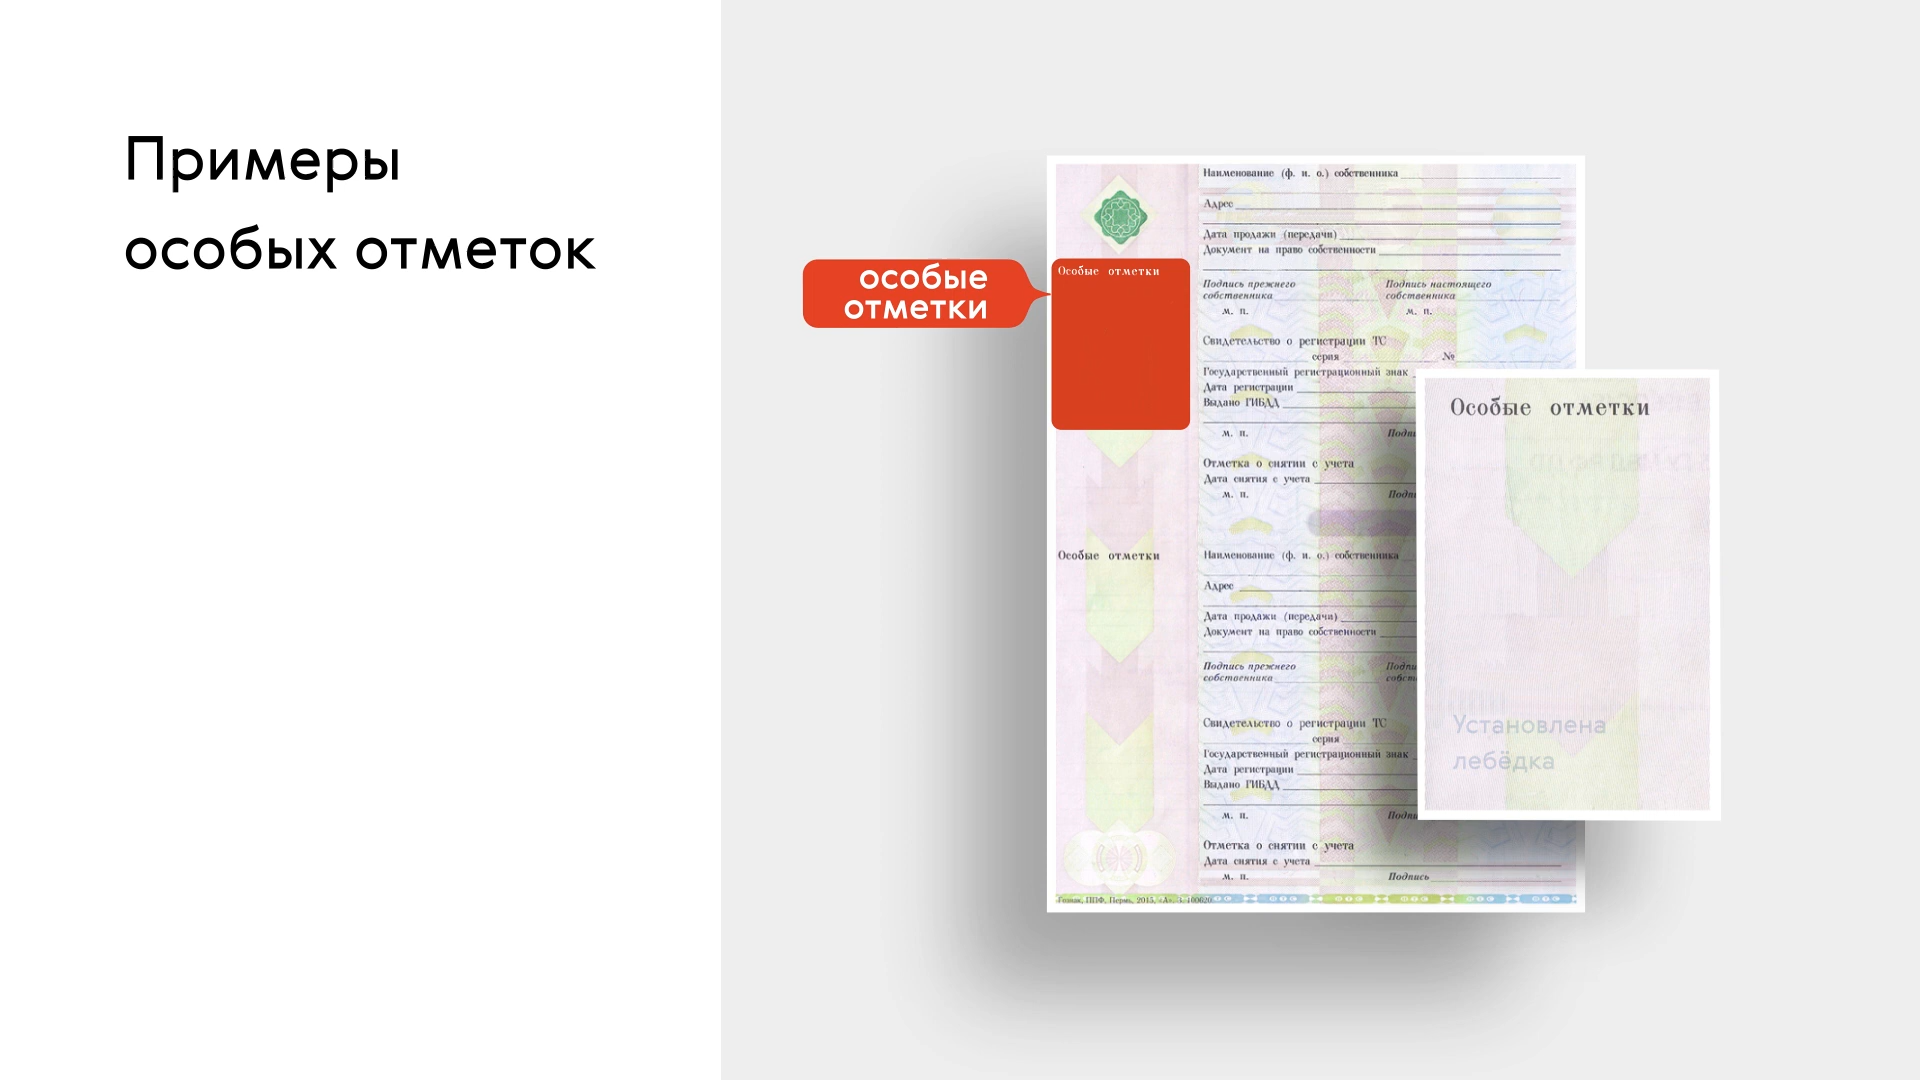 Примеры
особых отметок
особые
отметки
Особые отметки
Наименование (ф. и. о.) собственника
Адрес
Дата продажи (передачи)
Документ на право собственности
Подпись прежнего Подпись настоящего
собственника собственника
м. п. м. п.
Свидетельство о регистрации ТС
серия №
Государственный регистрационный знак
Дата регистрации
Выдано ГИБДД
м. п.
Отметка о снятии с учета
Дата снятия с учета
м. п.
Особые отметки
Наименование (ф. и. о.) собственника
Адрес
Дата продажи (передачи)
Документ на право собственности
Подпись прежнего
собственника
Свидетельство о регистрации ТС
серия
Государственный регистрационный знак
Дата регистрации
Выдано ГИБДД
м. п.
Отметка о снятии с учета
Дата снятия с учета
м. п. Подпись
Гознак, ППФ, Пермь, 2015, «А».
Особые отметки
Установлена
лебёдка